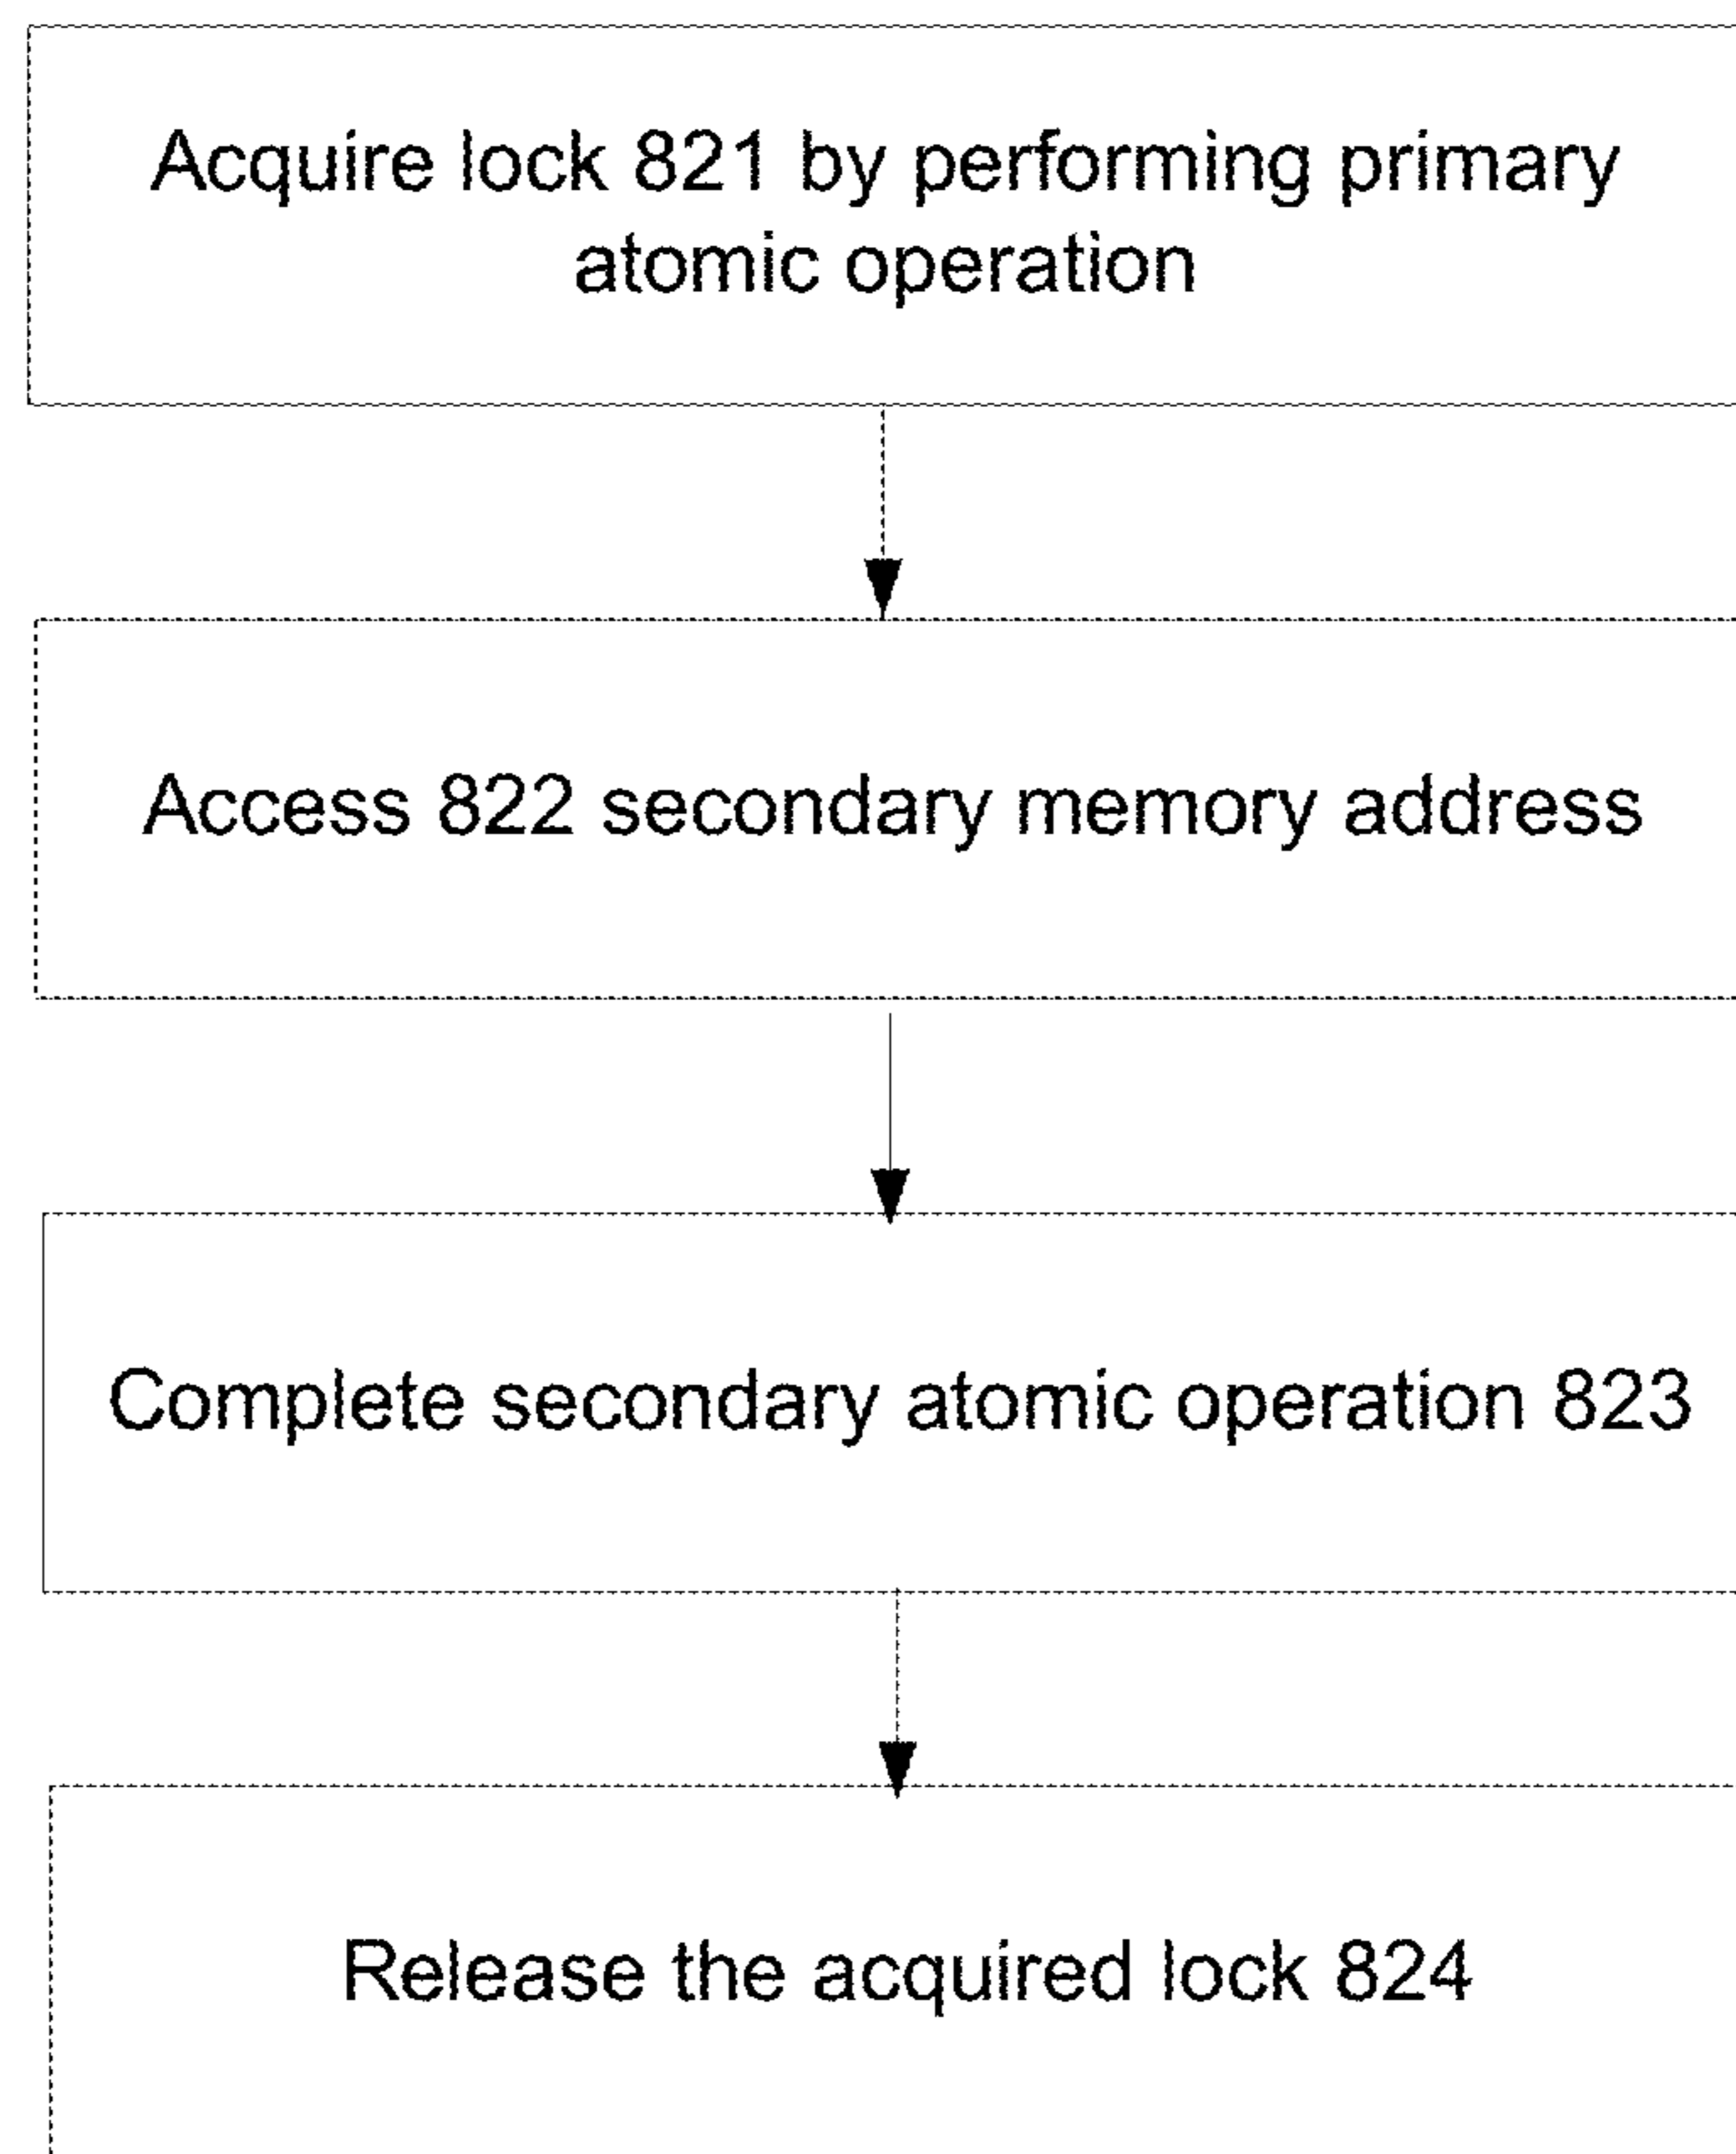 Acquire lock 821 by performing primary
atomic operation
Access 822 secondary memory address
Complete secondary atomic operation 823
Release the acquired lock 824